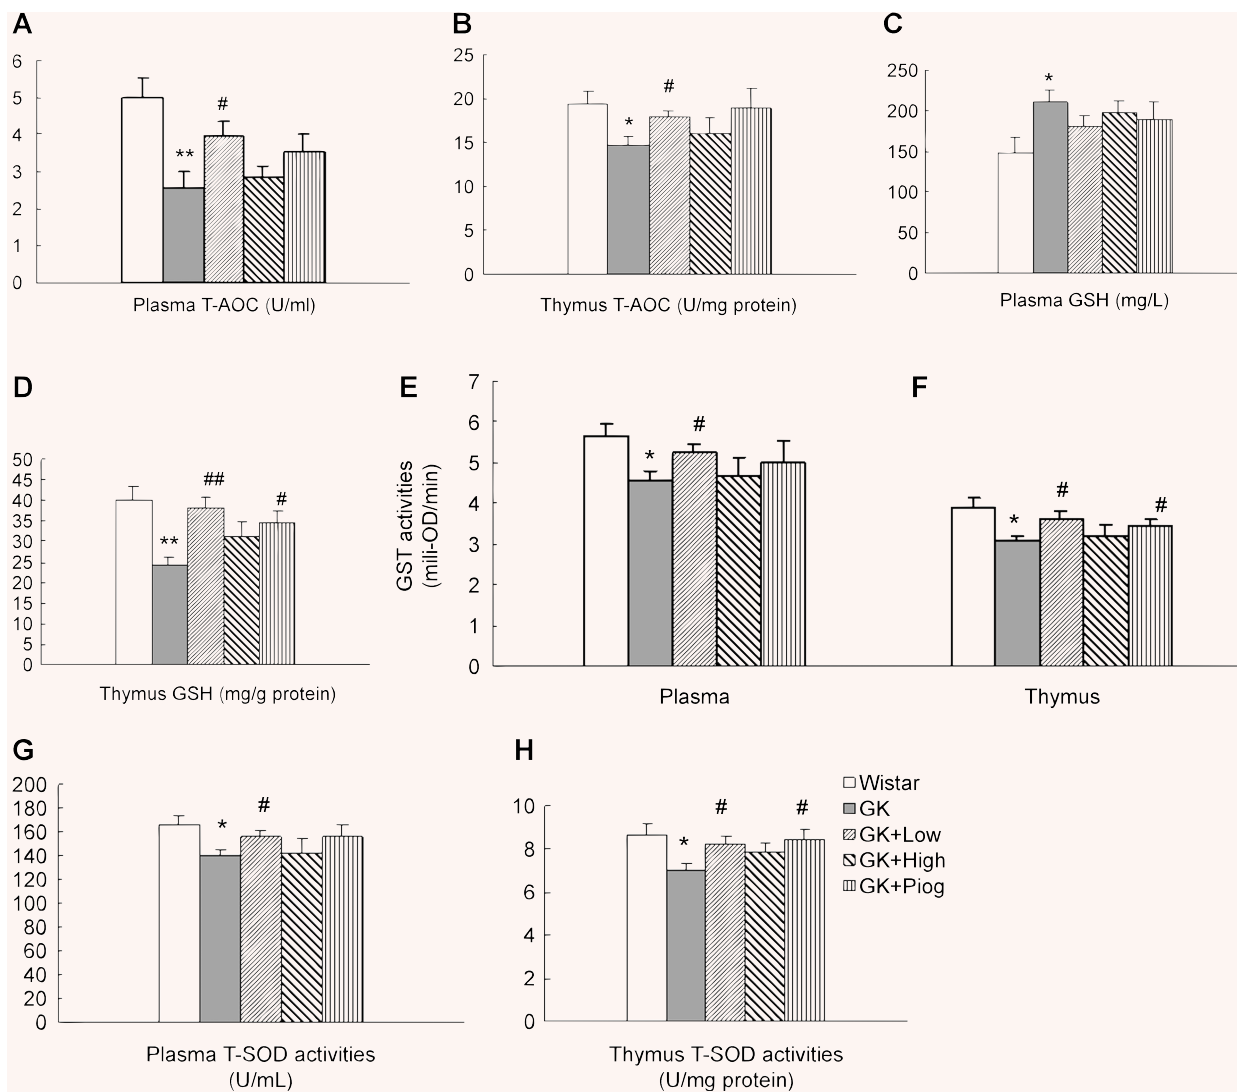 A
6
5
4
3
2
1
0
**
#
Plasma T-AOC (U/ml)
B
25
20
15
10
5
0
*
#
Thymus T-AOC (U/mg protein)
C
250
200
150
100
50
0
*
Plasma GSH (mg/L)
D
50
45
40
35
30
25
20
15
10
5
0
**
##
#
Thymus GSH (mg/g protein)
E
GST activities
(mili-OD/min)
7
6
5
4
3
2
1
0
*
#
Plasma
F
*
#
#
Thymus
G
200
180
160
140
120
100
80
60
40
20
0
*
#
Plasma T-SOD activities
(U/mL)
H
10
8
6
4
2
0
*
#
#
Thymus T-SOD activities
(U/mg protein)
Wistar
GK
GK+Low
GK+High
GK+Piog